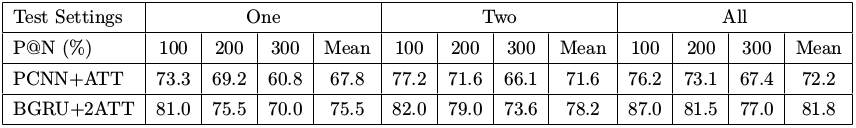 Test Settings One Two All
P@N (%) 100 200 300 Mean 100 200 300 Mean 100 200 300 Mean
PCNN+ATT 73.3 69.2 60.8 67.8 77.2 71.6 66.1 71.6 76.2 73.1 67.4 72.2
BGRU+2ATT 81.0 75.5 70.0 75.5 82.0 79.0 73.6 78.2 87.0 81.5 77.0 81.8